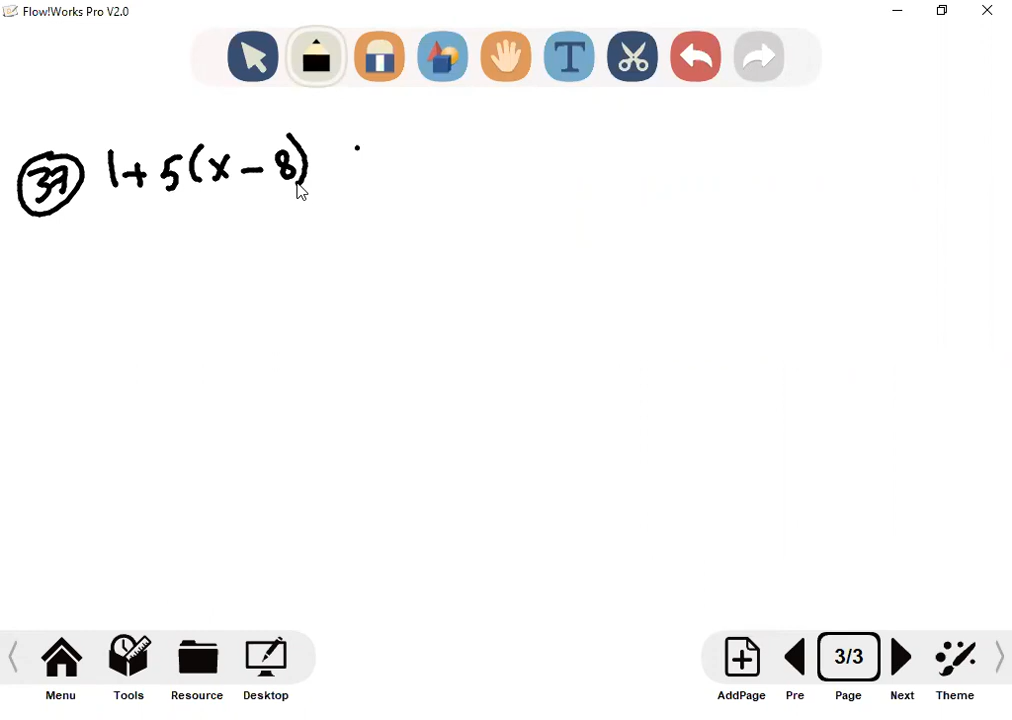 Flow!Works Pro V2.0
T
37 1 + 5(x - 8)
Menu Tools Resource Desktop
3/3
AddPage Pre Page Next Theme